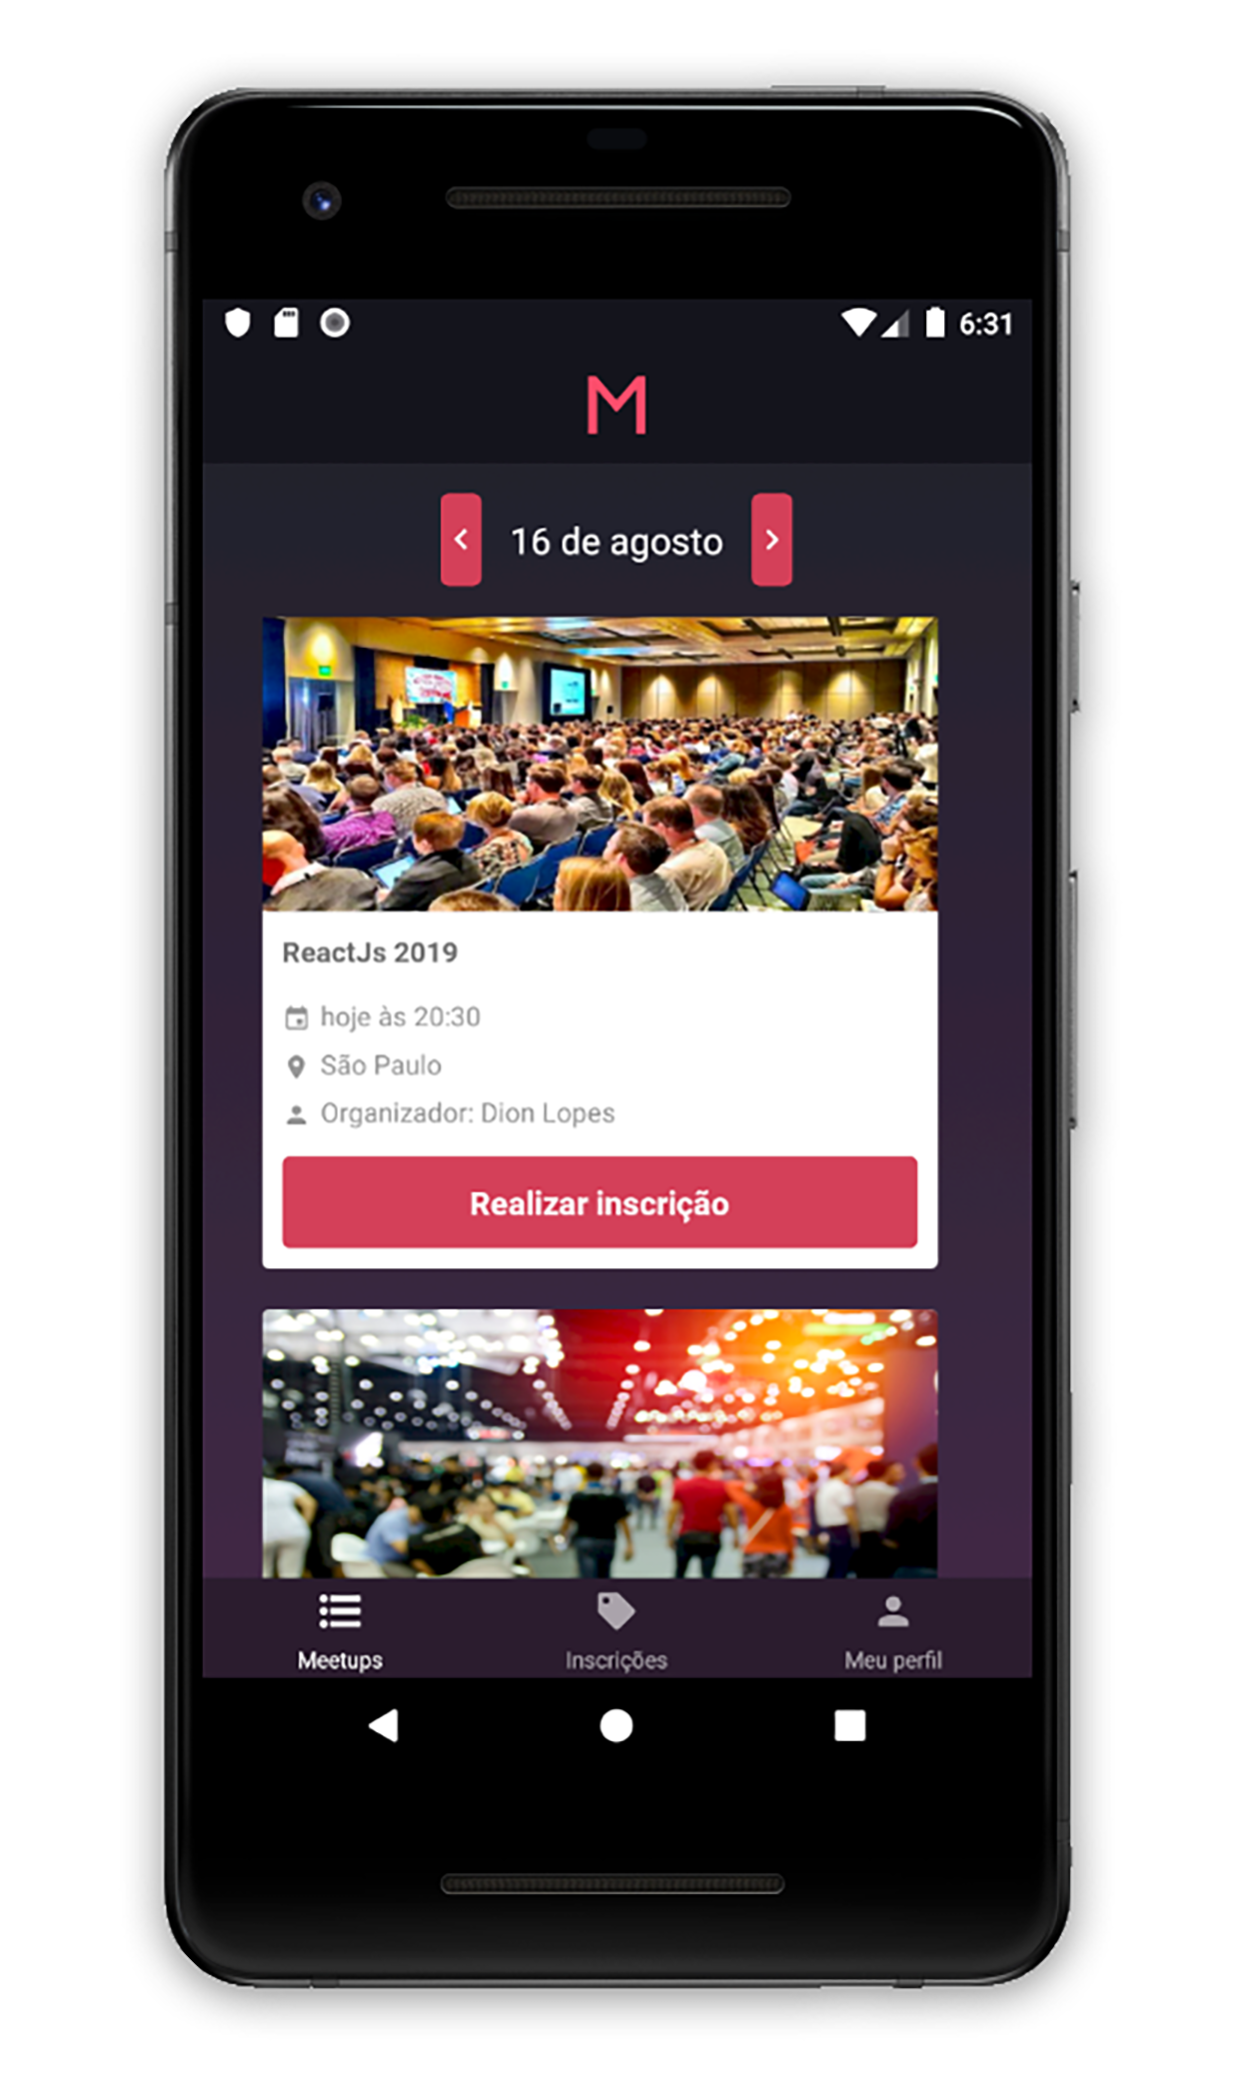 6:31
M
16 de agosto
ReactJs 2019
hoje às 20:30
São Paulo
Organizador: Dion Lopes
Realizar inscrição
Meetups
Inscrições
Meu perfil